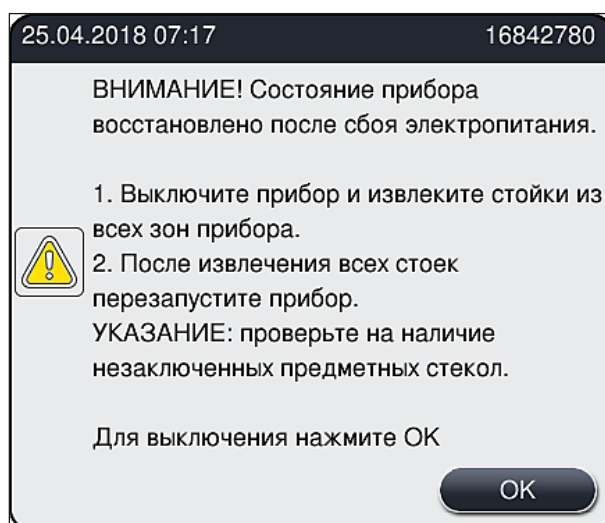 25.04.2018 07:17 16842780
ВНИМАНИЕ! Состояние прибора
восстановлено после сбоя электропитания.
1. Выключите прибор и извлеките стойки из
всех зон прибора.
2. После извлечения всех стоек
перезапустите прибор.
УКАЗАНИЕ: проверьте на наличие
незаключенных предметных стекол.
Для выключения нажмите OK
OK